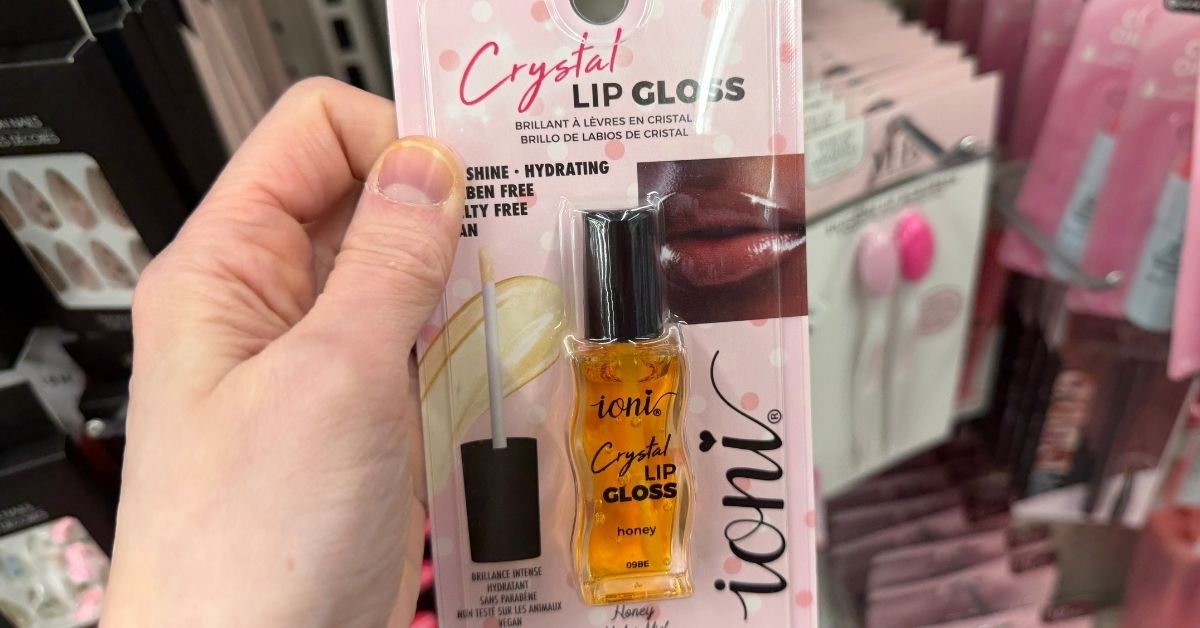 Crystal
LIP GLOSS
BRILLANT À LÈVRES EN CRISTAL
BRILLO DE LABIOS DE CRISTAL
SHINE · HYDRATING
BEN FREE
LTY FREE
AN
ioni®
Crystal
LIP
GLOSS
honey
09BE
ioni®
BRILLANCE INTENSE
HYDRATANT
SANS PARABÈNE
NON TESTÉ SUR LES ANIMAUX
VEGAN
Honey